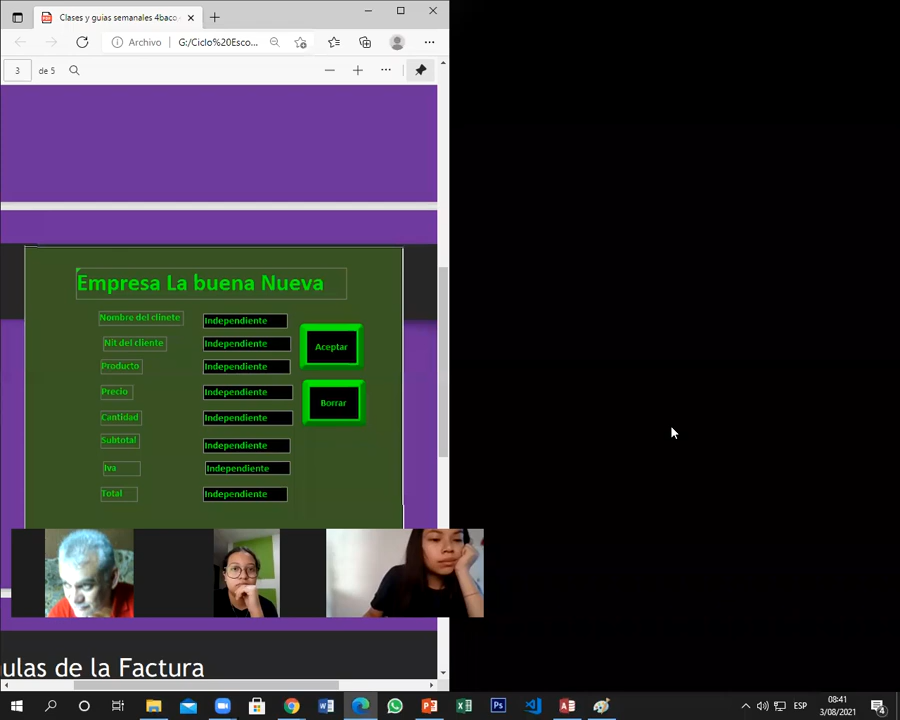 Clases y guias semanales 4baco.
Archivo
G:/Ciclo%20Esco...
3
de 5
Empresa La buena Nueva
Nombre del clinete
Independiente
Nit del cliente
Independiente
Producto
Independiente
Precio
Independiente
Cantidad
Independiente
Subtotal
Independiente
Iva
Independiente
Total
Independiente
Aceptar
Borrar
ulas de la Factura
ESP
08:41
3/08/2021
4